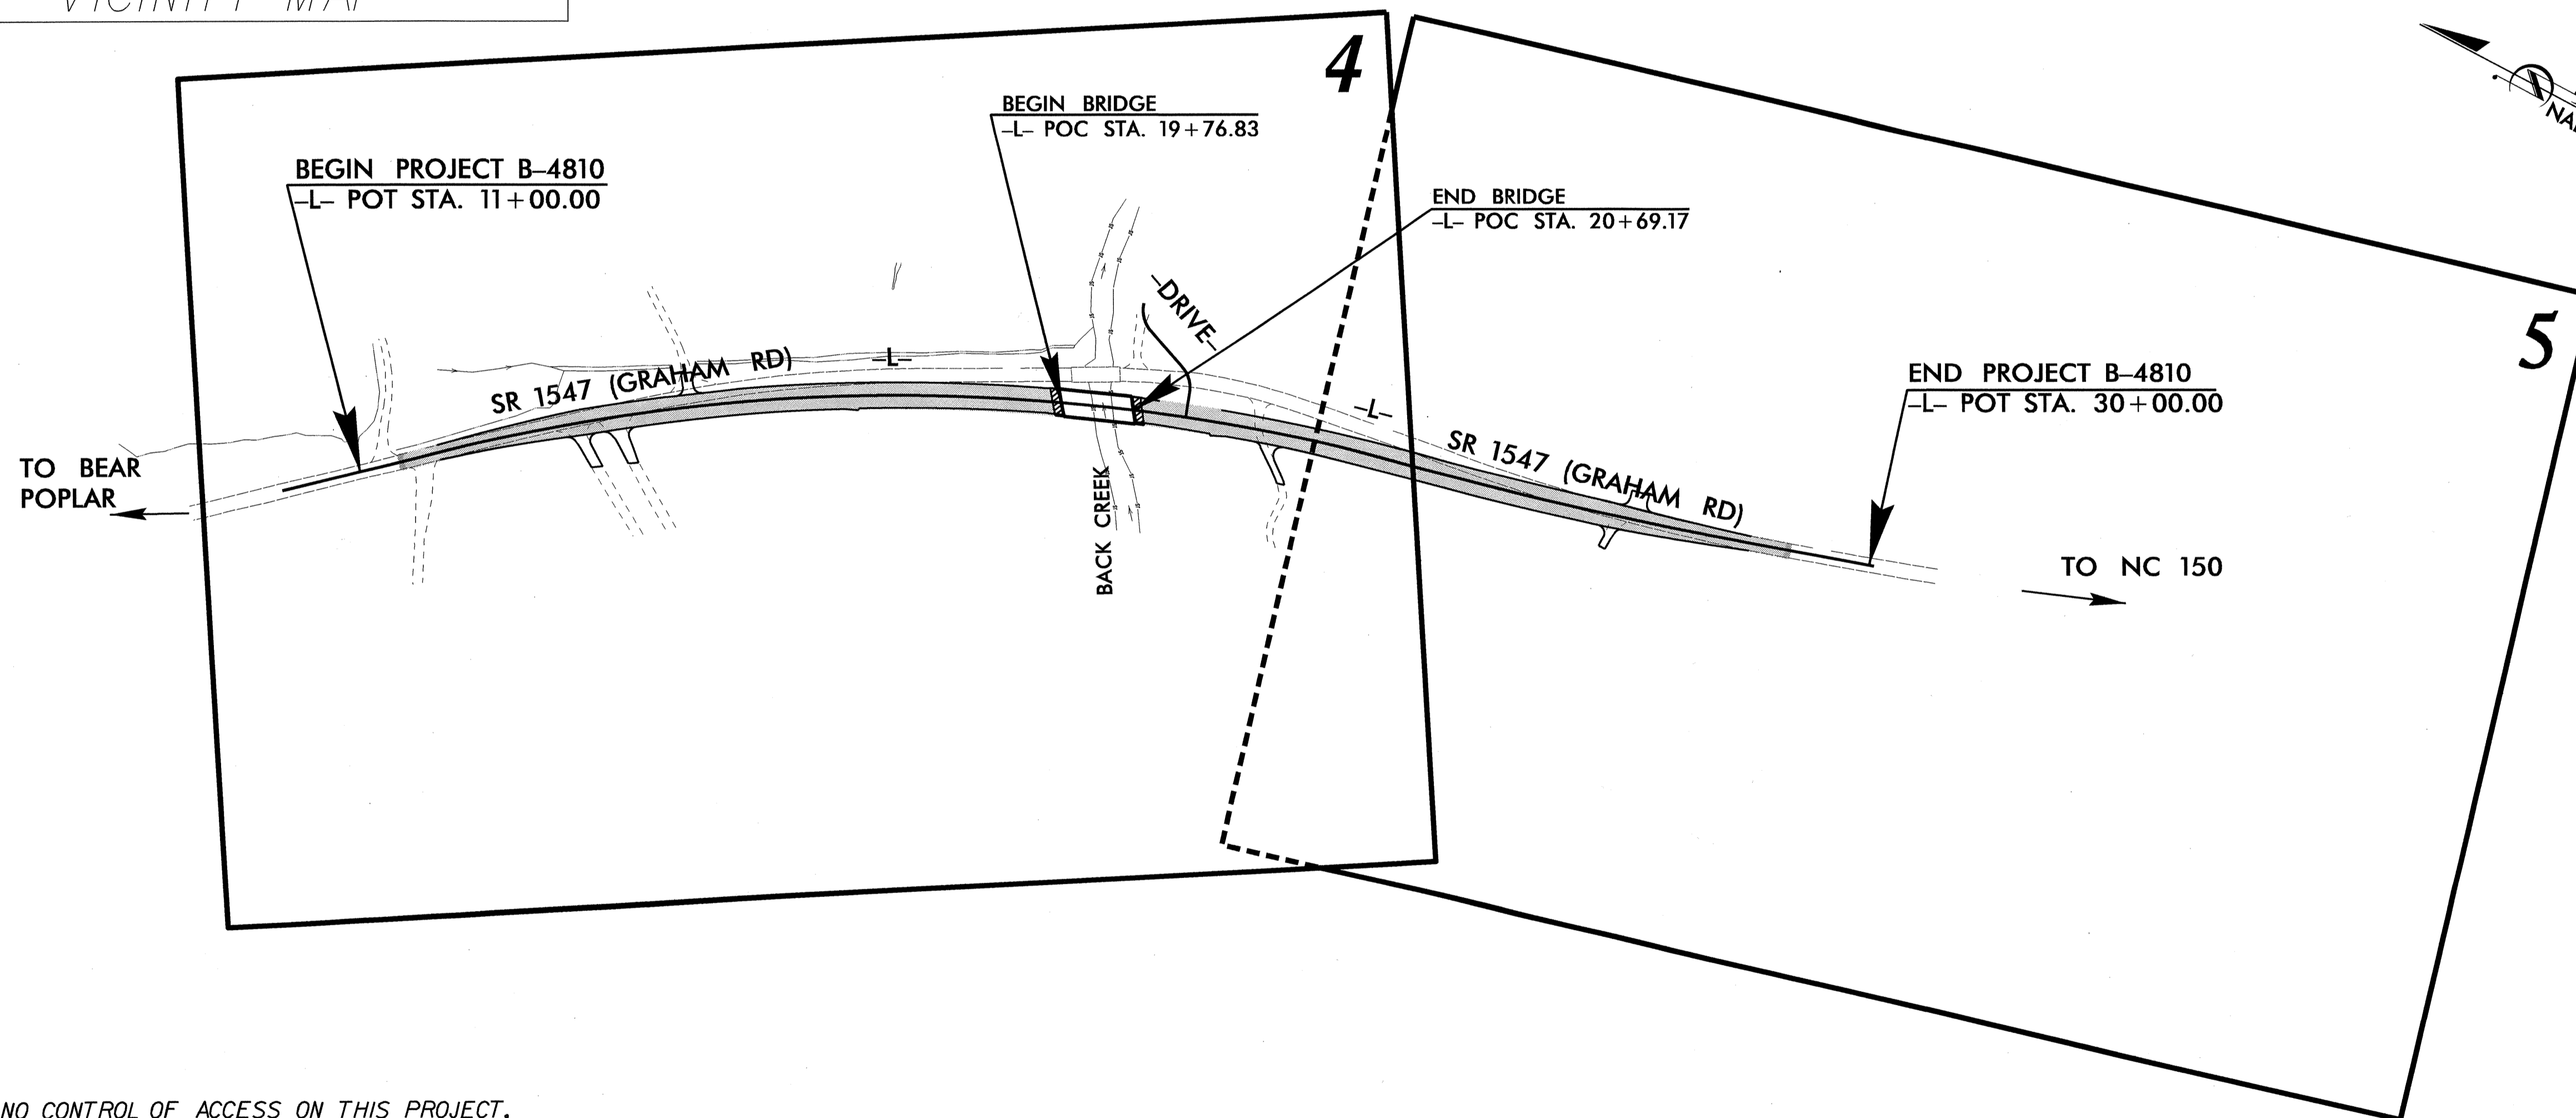 VICINITY MAP
4
BEGIN BRIDGE
-L- POC STA. 19+76.83
BEGIN PROJECT B-4810
-L- POT STA. 11+00.00
END BRIDGE
-L- POC STA. 20+69.17
-DRIVE-
5
SR 1547 (GRAHAM RD)
-L-
END PROJECT B-4810
-L- POT STA. 30+00.00
-L-
SR 1547 (GRAHAM RD)
TO BEAR
POPLAR
BACK CREEK
TO NC 150
NO CONTROL OF ACCESS ON THIS PROJECT.